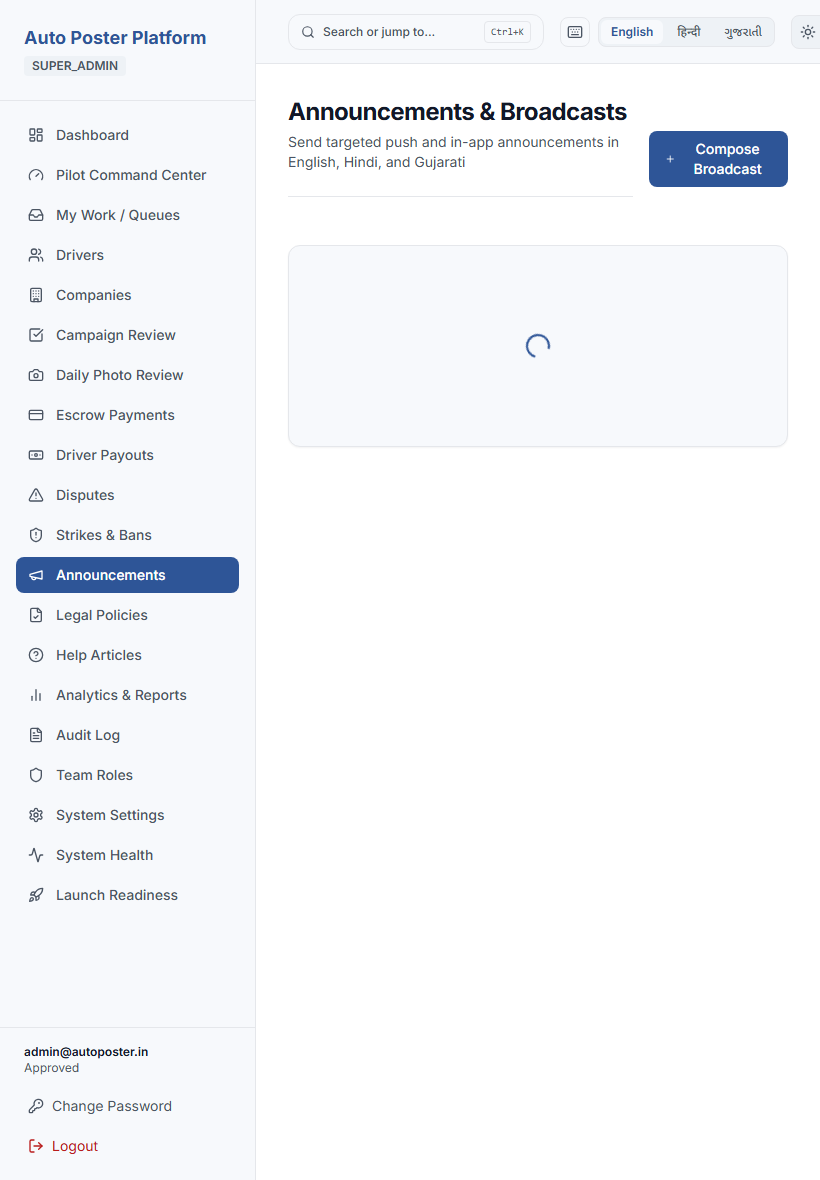 Auto Poster Platform
SUPER_ADMIN
Dashboard
Pilot Command Center
My Work / Queues
Drivers
Companies
Campaign Review
Daily Photo Review
Escrow Payments
Driver Payouts
Disputes
Strikes & Bans
Announcements
Legal Policies
Help Articles
Analytics & Reports
Audit Log
Team Roles
System Settings
System Health
Launch Readiness
admin@autoposter.in
Approved
Change Password
Logout
Search or jump to... Ctrl+K
English हिन्दी ગુજરાતી
Announcements & Broadcasts
Send targeted push and in-app announcements in
English, Hindi, and Gujarati
+ Compose
Broadcast